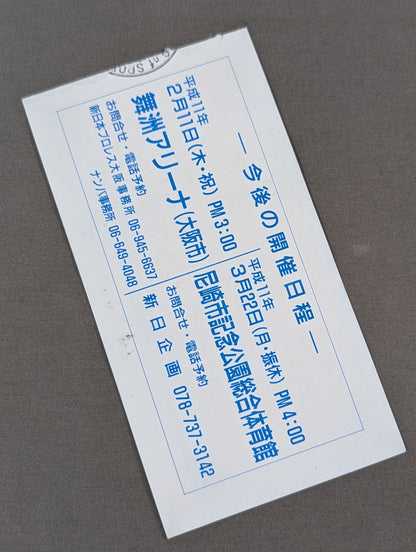 ー今後の開催日程ー
平成11年
2月11日(木・祝) PM 3:00
舞洲アリーナ(大阪市)
お問合せ・電話予約
新日本プロレス大阪事務所 06-945-6637
ナンバ事務所 06-649-4048
平成11年
3月22日(月・振休) PM 4:00
尼崎市記念公園総合体育館
お問合せ・電話予約
新日企画 078-737-3142
of SPO